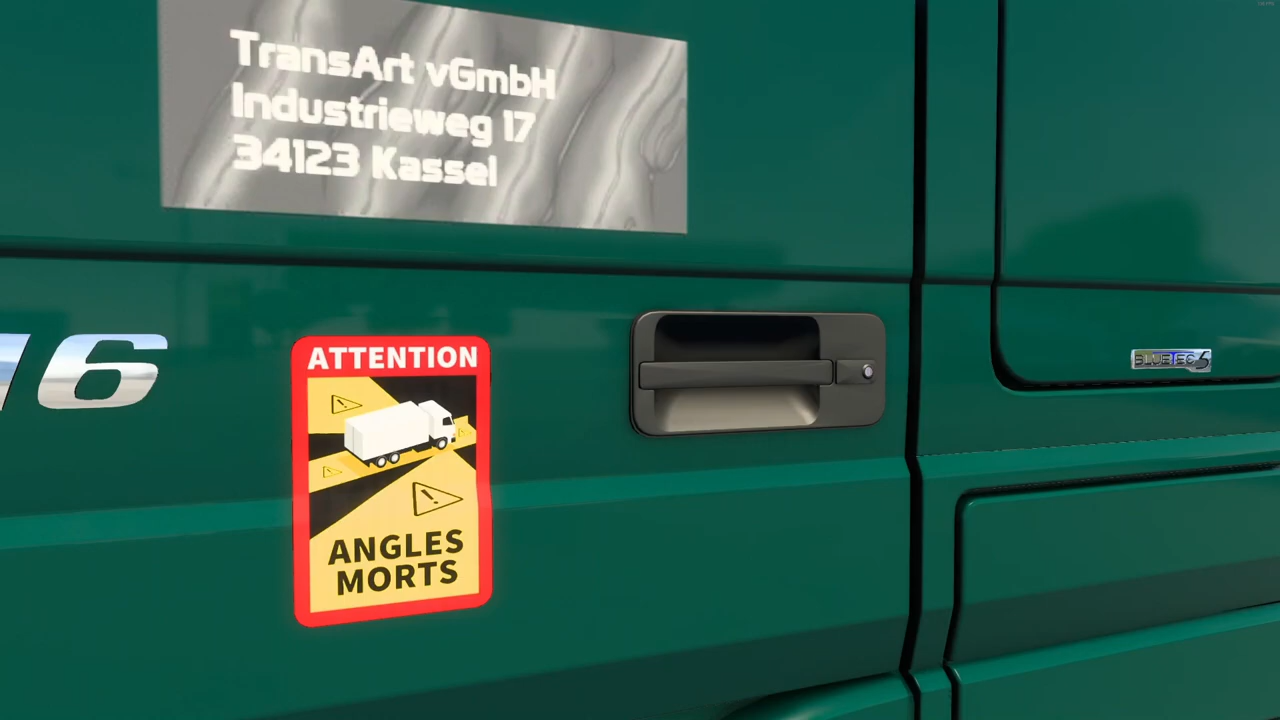 TransArt vGmbH
Industrieweg 17
34123 Kassel
16
ATTENTION
ANGLES
MORTS
BLUETEC 5